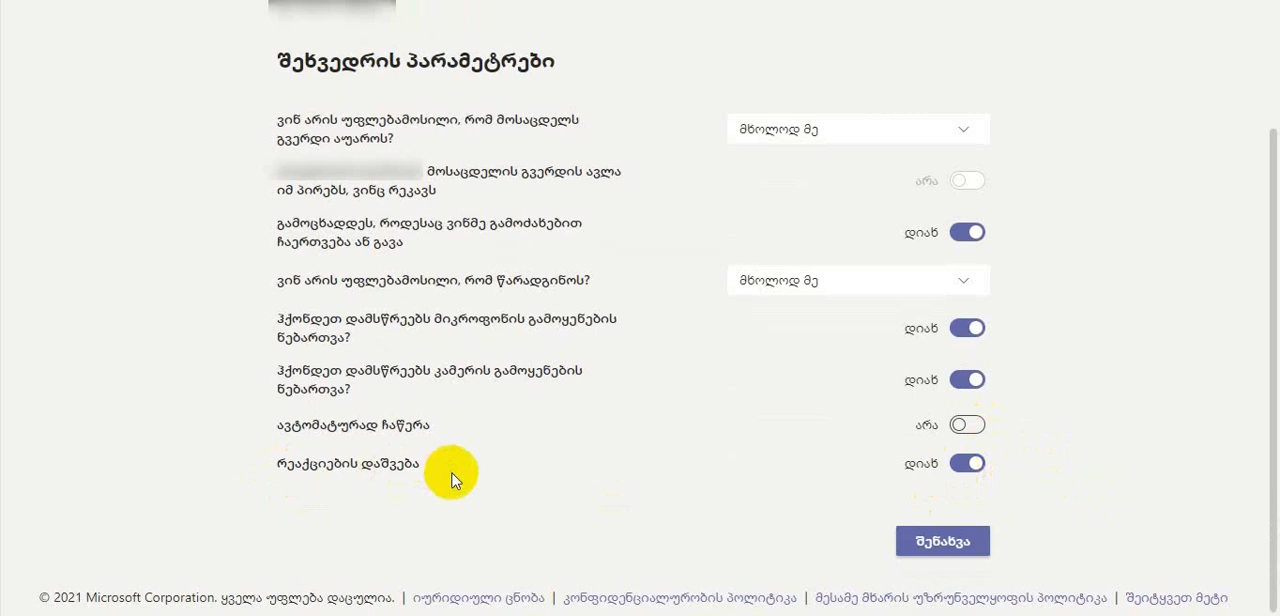 შეხვედრის პარამეტრები
ვინ არის უფლებამოსილი, რომ მოსაცდელს
გვერდი აუაროს?
მხოლოდ მე
მოსაცდელის გვერდის ავლა
იმ პირებს, ვინც რეკავს
არა
გამოცხადდეს, როდესაც ვინმე გამოძახებით
ჩაერთვება ან გავა
დიახ
ვინ არის უფლებამოსილი, რომ წარადგინოს?
მხოლოდ მე
ჰქონდეთ დამსწრეებს მიკროფონის გამოყენების
ნებართვა?
დიახ
ჰქონდეთ დამსწრეებს კამერის გამოყენების
ნებართვა?
დიახ
ავტომატურად ჩაწერა
არა
რეაქციების დაშვება
დიახ
შენახვა
© 2021 Microsoft Corporation. ყველა უფლება დაცულია. | იურიდიული ცნობა | კონფიდენციალურობის პოლიტიკა | მესამე მხარის უზრუნველყოფის პოლიტიკა | შეიტყვეთ მეტი